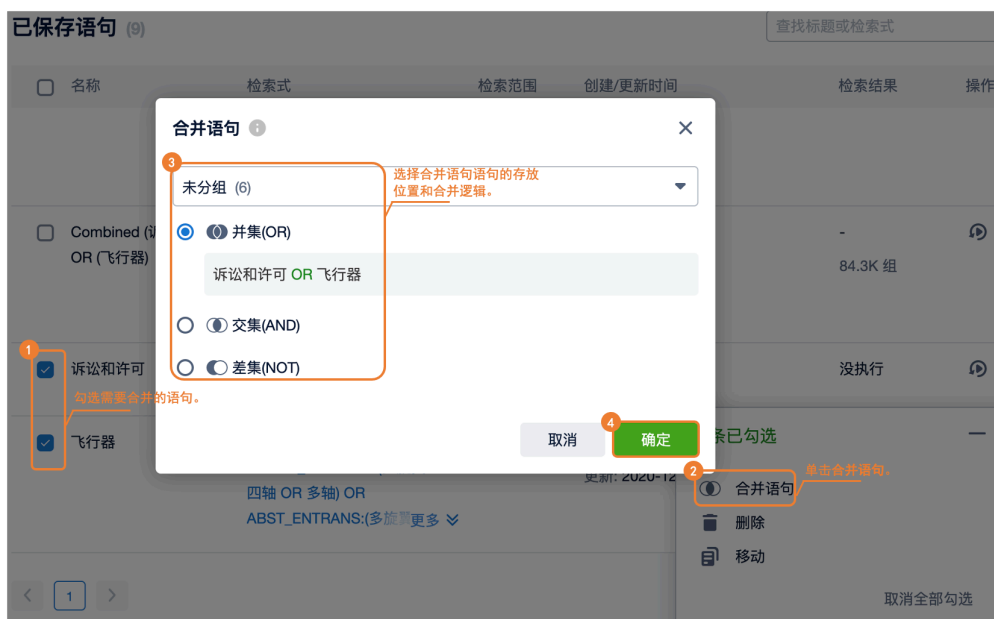 已保存语句 (9)
查找标题或检索式
名称 检索式 检索范围 创建/更新时间 检索结果 操作
合并语句
3
未分组 (6)
选择合并语句语句的存放
位置和合并逻辑。
Combined (
OR (飞行器)
并集(OR)
-
84.3K 组
诉讼和许可 OR 飞行器
交集(AND)
1
诉讼和许可
差集(NOT)
没执行
勾选需要合并的语句。
飞行器
取消
4
确定
条已勾选
更新: 2020-12
2
单击合并语句。
合并语句
四轴 OR 多轴) OR
ABST_ENTRANS:(多旋
更多
删除
移动
1
取消全部勾选